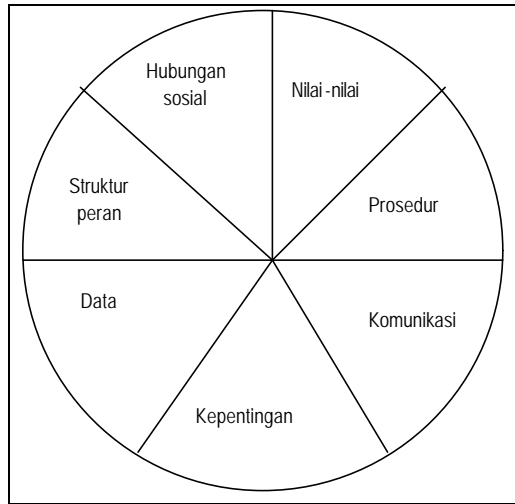 Hubungan
sosial
Nilai-nilai
Struktur
peran
Prosedur
Data
Komunikasi
Kepentingan